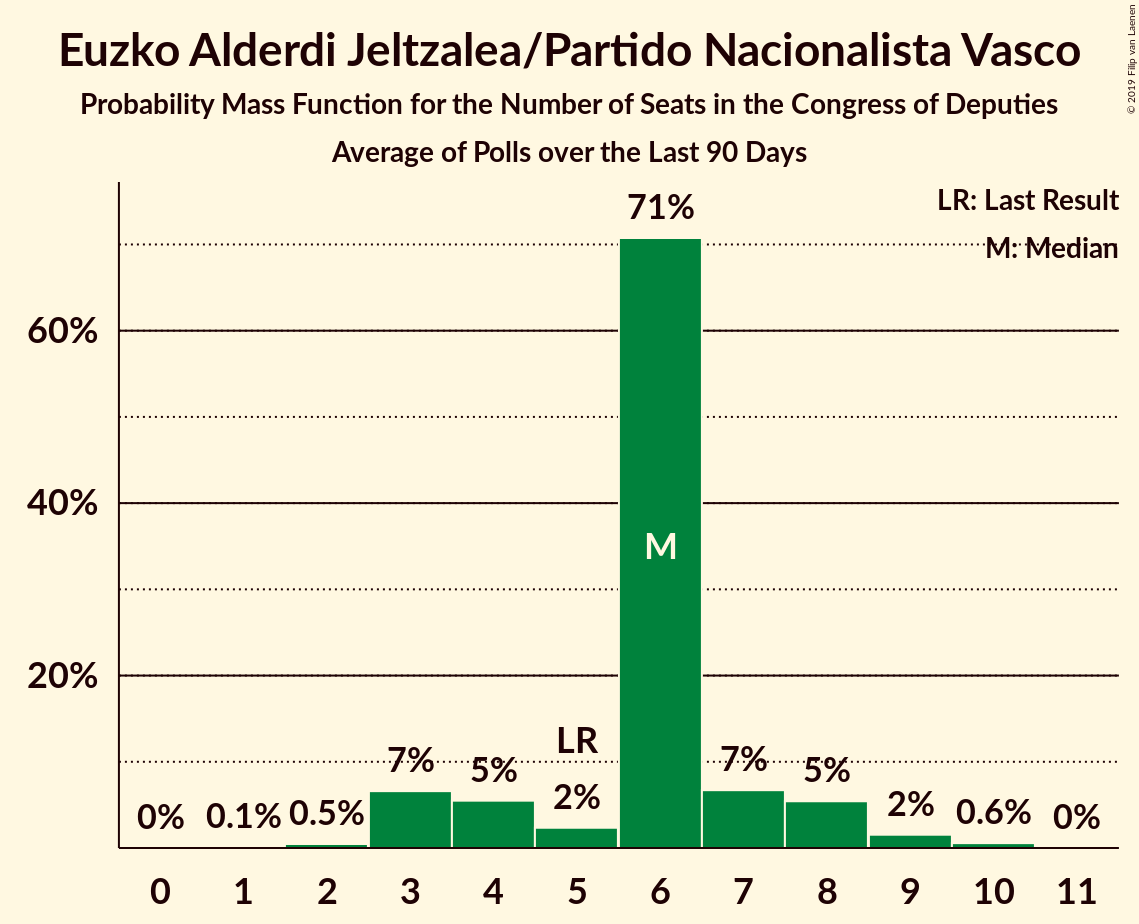 Euzko Alderdi Jeltzalea/Partido Nacionalista Vasco
Probability Mass Function for the Number of Seats in the Congress of Deputies
Average of Polls over the Last 90 Days
© 2019 Filip van Laenen
LR: Last Result
M: Median
60%
40%
20%
0%
0.1%
0.5%
7%
5%
LR
2%
71%
M
7%
5%
2%
0.6%
0%
0 1 2 3 4 5 6 7 8 9 10 11